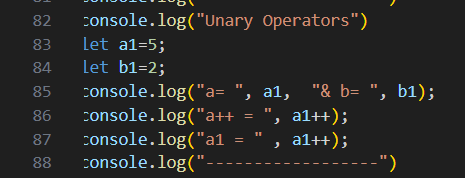 82 console.log("Unary Operators")
83 let a1=5;
84 let b1=2;
85 console.log("a= ", a1,  "& b= ", b1);
86 console.log("a++ = ", a1++);
87 console.log("a1 = " , a1++);
88 console.log("------------------")